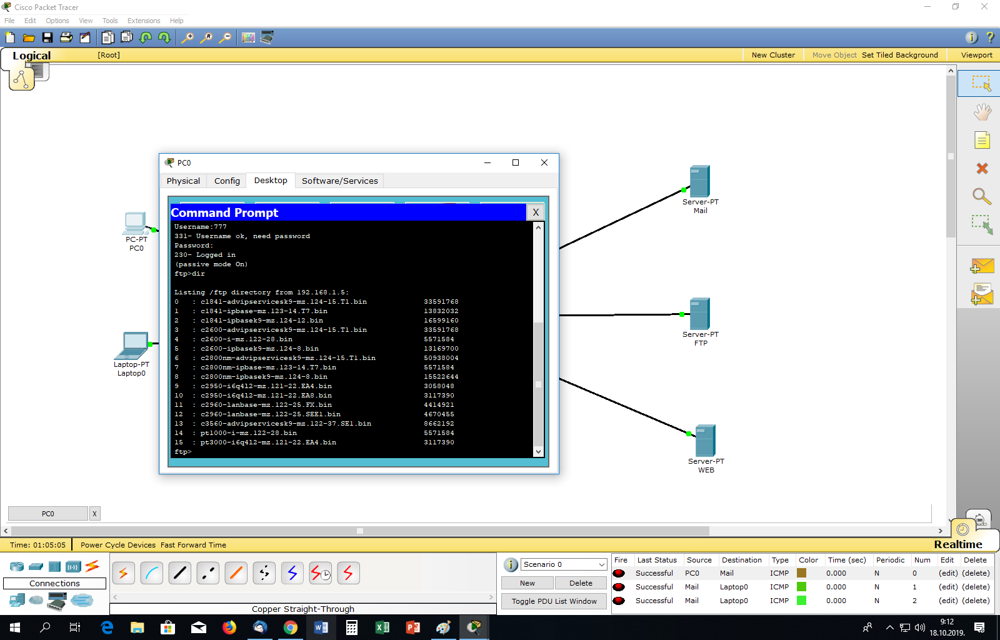 Cisco Packet Tracer
File Edit Options View Tools Extensions Help
Logical [Root] New Cluster Move Object Set Tiled Background Viewport
PC0
Physical Config Desktop Software/Services
Command Prompt X
Username:777
331- Username ok, need password
Password:
230- Logged in
(passive mode On)
ftp>dir
Listing /ftp directory from 192.168.1.5:
0 : c1841-advipservicesk9-mz.124-15.T1.bin 33591768
1 : c1841-ipbase-mz.123-14.T7.bin 13832032
2 : c1841-ipbasek9-mz.124-12.bin 16599160
3 : c2600-advipservicesk9-mz.124-15.T1.bin 33591768
4 : c2600-i-mz.122-28.bin 5571584
5 : c2600-ipbasek9-mz.124-8.bin 13169700
6 : c2800nm-advipservicesk9-mz.124-15.T1.bin 50938004
7 : c2800nm-ipbase-mz.123-14.T7.bin 5571584
8 : c2800nm-ipbasek9-mz.124-8.bin 15522644
9 : c2950-i6q4l2-mz.121-22.EA4.bin 3058048
10 : c2950-i6q4l2-mz.121-22.EA8.bin 3117390
11 : c2960-lanbase-mz.122-25.FX.bin 4414921
12 : c2960-lanbase-mz.122-25.SEE1.bin 4670455
13 : c3560-advipservicesk9-mz.122-37.SE1.bin 8662192
14 : pt1000-i-mz.122-28.bin 5571584
15 : pt3000-i6q4l2-mz.121-22.EA4.bin 3117390
ftp>
PC-PT
PC0
Laptop-PT
Laptop0
Server-PT
Mail
Server-PT
FTP
Server-PT
WEB
PC0 X
Time: 01:05:05 Power Cycle Devices Fast Forward Time Realtime
Connections
Copper Straight-Through
Scenario 0
New Delete
Toggle PDU List Window
Fire Last Status Source Destination Type Color Time (sec) Periodic Num Edit Delete
Successful PC0 Mail ICMP 0.000 N 0 (edit) (delete)
Successful Mail Laptop0 ICMP 0.000 N 1 (edit) (delete)
Successful Mail Laptop0 ICMP 0.000 N 2 (edit) (delete)
9:12
18.10.2019.